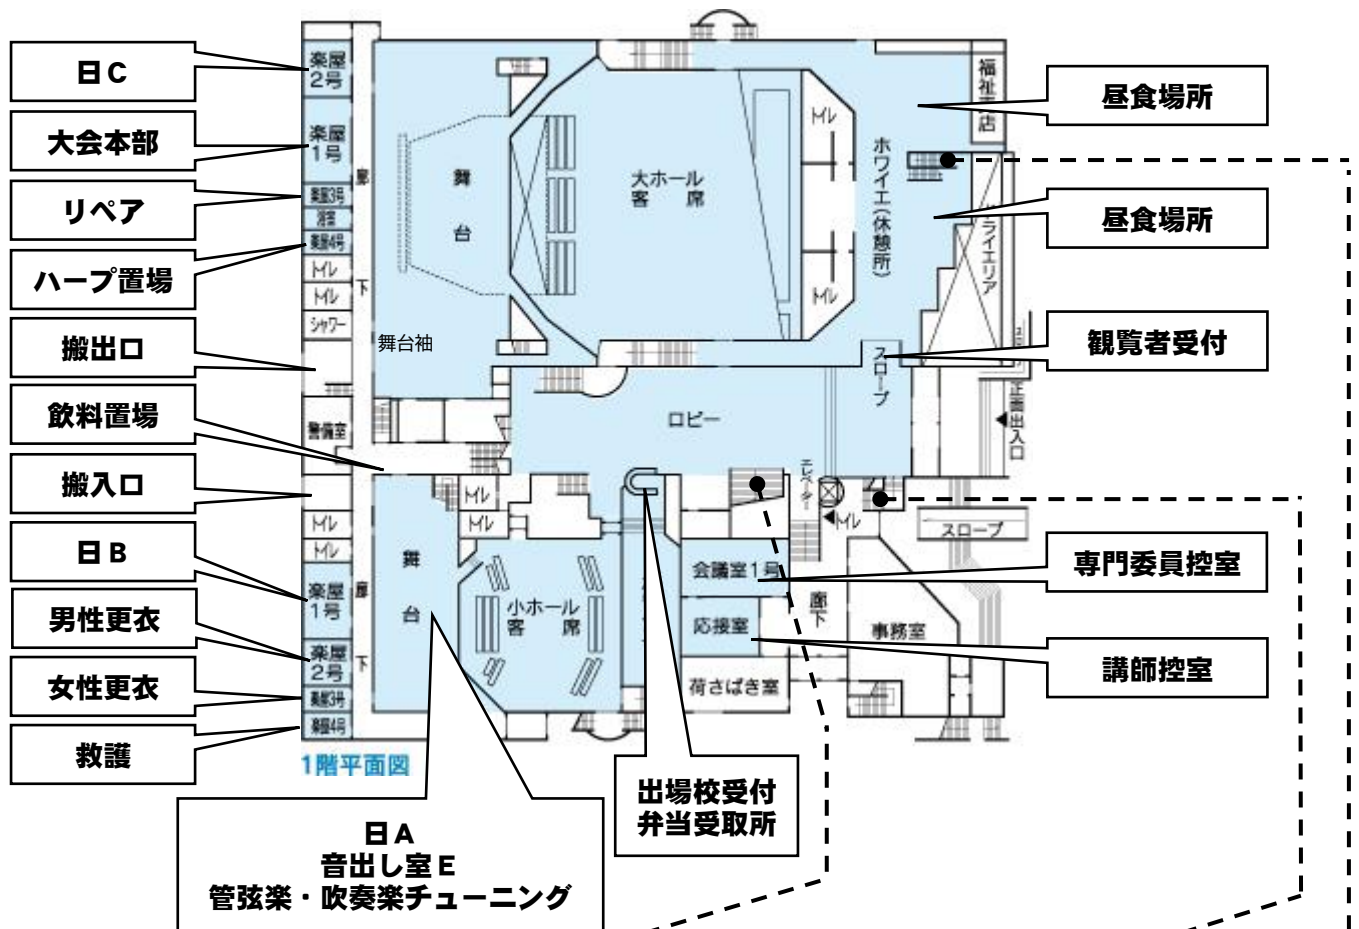 日C
大会本部
リペア
ハープ置場
搬出口
飲料置場
搬入口
日B
男性更衣
女性更衣
救護
楽屋
2号
楽屋
1号
楽屋3号
浴室
楽屋4号
トイレ
トイレ
シャワー
警備室
トイレ
トイレ
楽屋
1号
楽屋
2号
楽屋3号
楽屋4号
廊
下
廊
下
舞
台
舞台袖
大ホール
客 席
トイレ
トイレ
ホワイエ(休憩所)
福祉
店
ドライエリア
昼食場所
昼食場所
観覧者受付
スロープ
ロビー
正面出入口
エレベーター
トイレ
トイレ
トイレ
スロープ
舞
台
小ホール
客 席
会議室1号
応接室
荷さばき室
廊下
事務室
専門委員控室
講師控室
1階平面図
出場校受付
弁当受取所
日A
音出し室E
管弦楽・吹奏楽チューニング